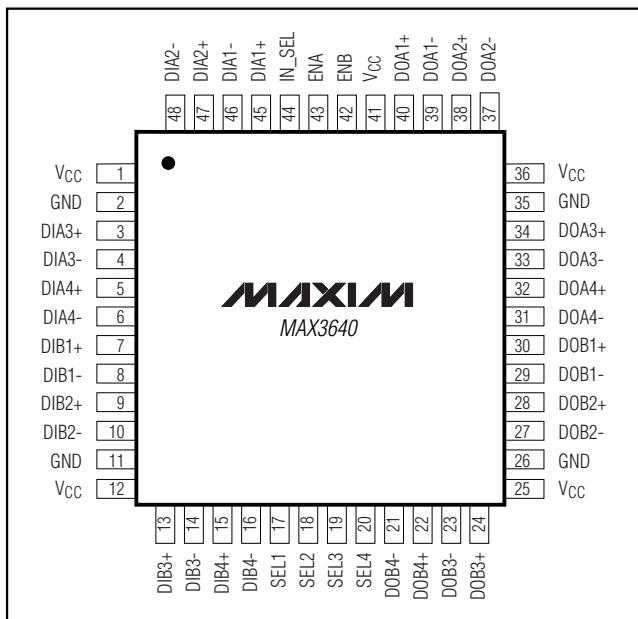 DIA2-
DIA2+
DIA1-
DIA1+
IN_SEL
ENA
ENB
VCC
DOA1+
DOA1-
DOA2+
DOA2-
48
47
46
45
44
43
42
41
40
39
38
37
VCC 1
GND 2
DIA3+ 3
DIA3- 4
DIA4+ 5
DIA4- 6
DIB1+ 7
DIB1- 8
DIB2+ 9
DIB2- 10
GND 11
VCC 12
MAXIM
MAX3640
36 VCC
35 GND
34 DOA3+
33 DOA3-
32 DOA4+
31 DOA4-
30 DOB1+
29 DOB1-
28 DOB2+
27 DOB2-
26 GND
25 VCC
13
14
15
16
17
18
19
20
21
22
23
24
DIB3+
DIB3-
DIB4+
DIB4-
SEL1
SEL2
SEL3
SEL4
DOB4-
DOB4+
DOB3-
DOB3+